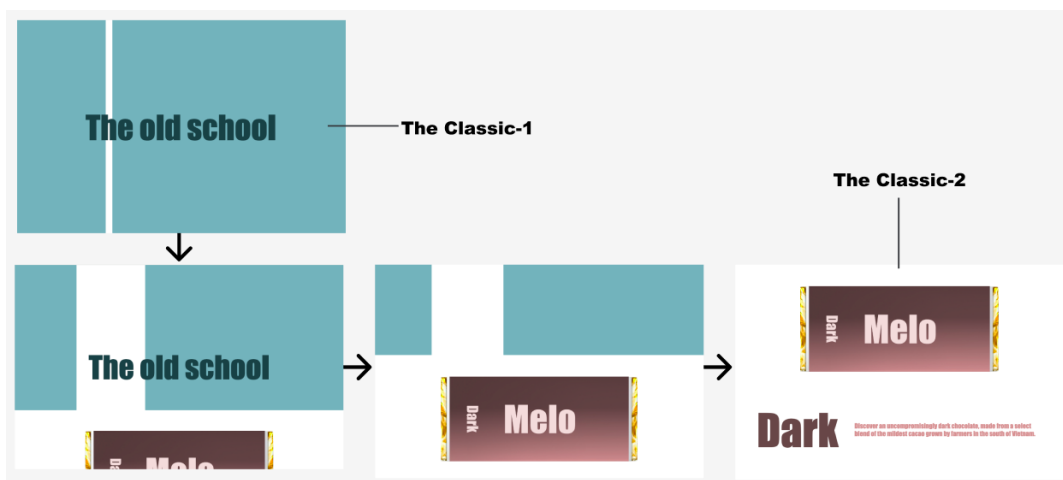 The old school
The Classic-1
The Classic-2
The old school
Dark
Melo
Dark
Melo
Dark
Melo
Dark
Discover an uncompromisingly dark chocolate, made from a select
blend of the mildest cacao grown by farmers in the south of Vietnam.